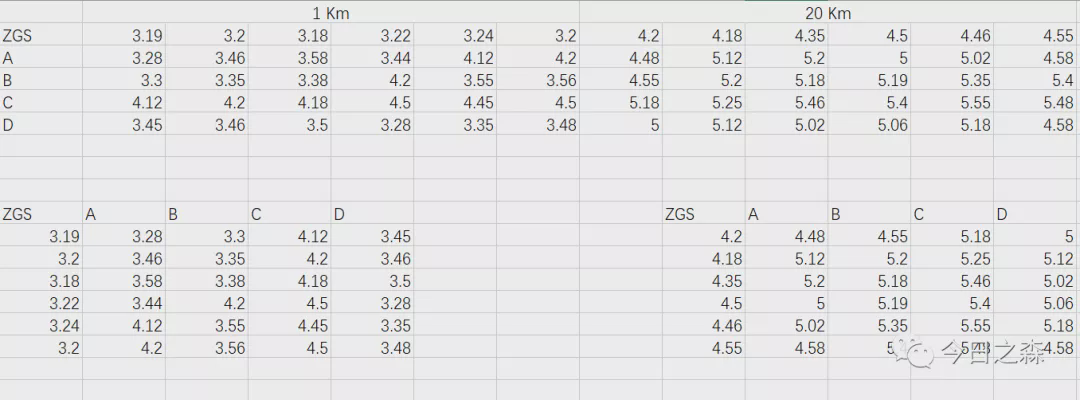 1 Km 20 Km
ZGS 3.19 3.2 3.18 3.22 3.24 3.2 4.2 4.18 4.35 4.5 4.46 4.55
A 3.28 3.46 3.58 3.44 4.12 4.2 4.48 5.12 5.2 5 5.02 4.58
B 3.3 3.35 3.38 4.2 3.55 3.56 4.55 5.2 5.18 5.19 5.35 5.4
C 4.12 4.2 4.18 4.5 4.45 4.5 5.18 5.25 5.46 5.4 5.55 5.48
D 3.45 3.46 3.5 3.28 3.35 3.48 5 5.12 5.02 5.06 5.18 4.58
ZGS A B C D ZGS A B C D
3.19 3.28 3.3 4.12 3.45 4.2 4.48 4.55 5.18 5
3.2 3.46 3.35 4.2 3.46 4.18 5.12 5.2 5.25 5.12
3.18 3.58 3.38 4.18 3.5 4.35 5.2 5.18 5.46 5.02
3.22 3.44 4.2 4.5 3.28 4.5 5 5.19 5.4 5.06
3.24 4.12 3.55 4.45 3.35 4.46 5.02 5.35 5.55 5.18
3.2 4.2 3.56 4.5 3.48 4.55 4.58 4.58
今日之森